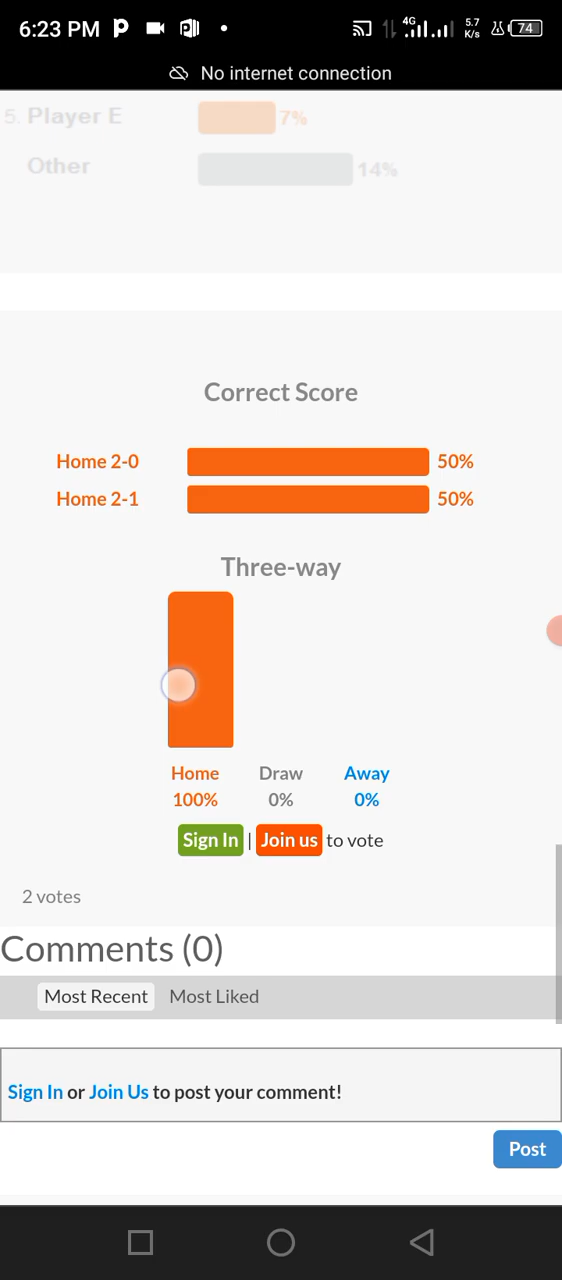 6:23 PM
4G
5.7 K/s
74
No internet connection
5. Player E 7%
Other 14%
Correct Score
Home 2-0 50%
Home 2-1 50%
Three-way
Home Draw Away
100% 0% 0%
Sign In | Join us to vote
2 votes
Comments (0)
Most Recent Most Liked
Sign In or Join Us to post your comment!
Post